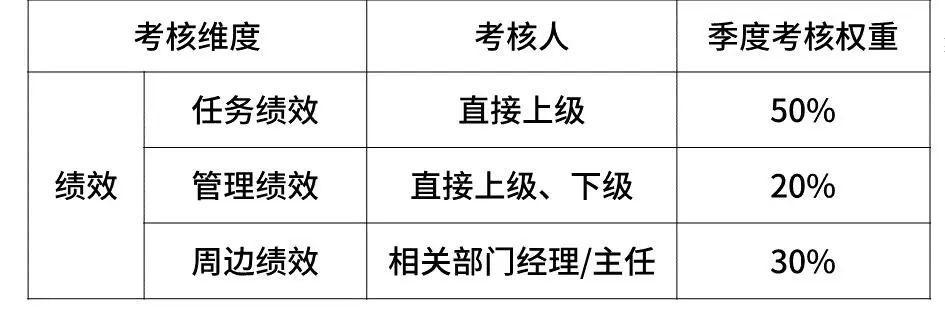 考核维度 考核人 季度考核权重
任务绩效 直接上级 50%
绩效 管理绩效 直接上级、下级 20%
周边绩效 相关部门经理/主任 30%